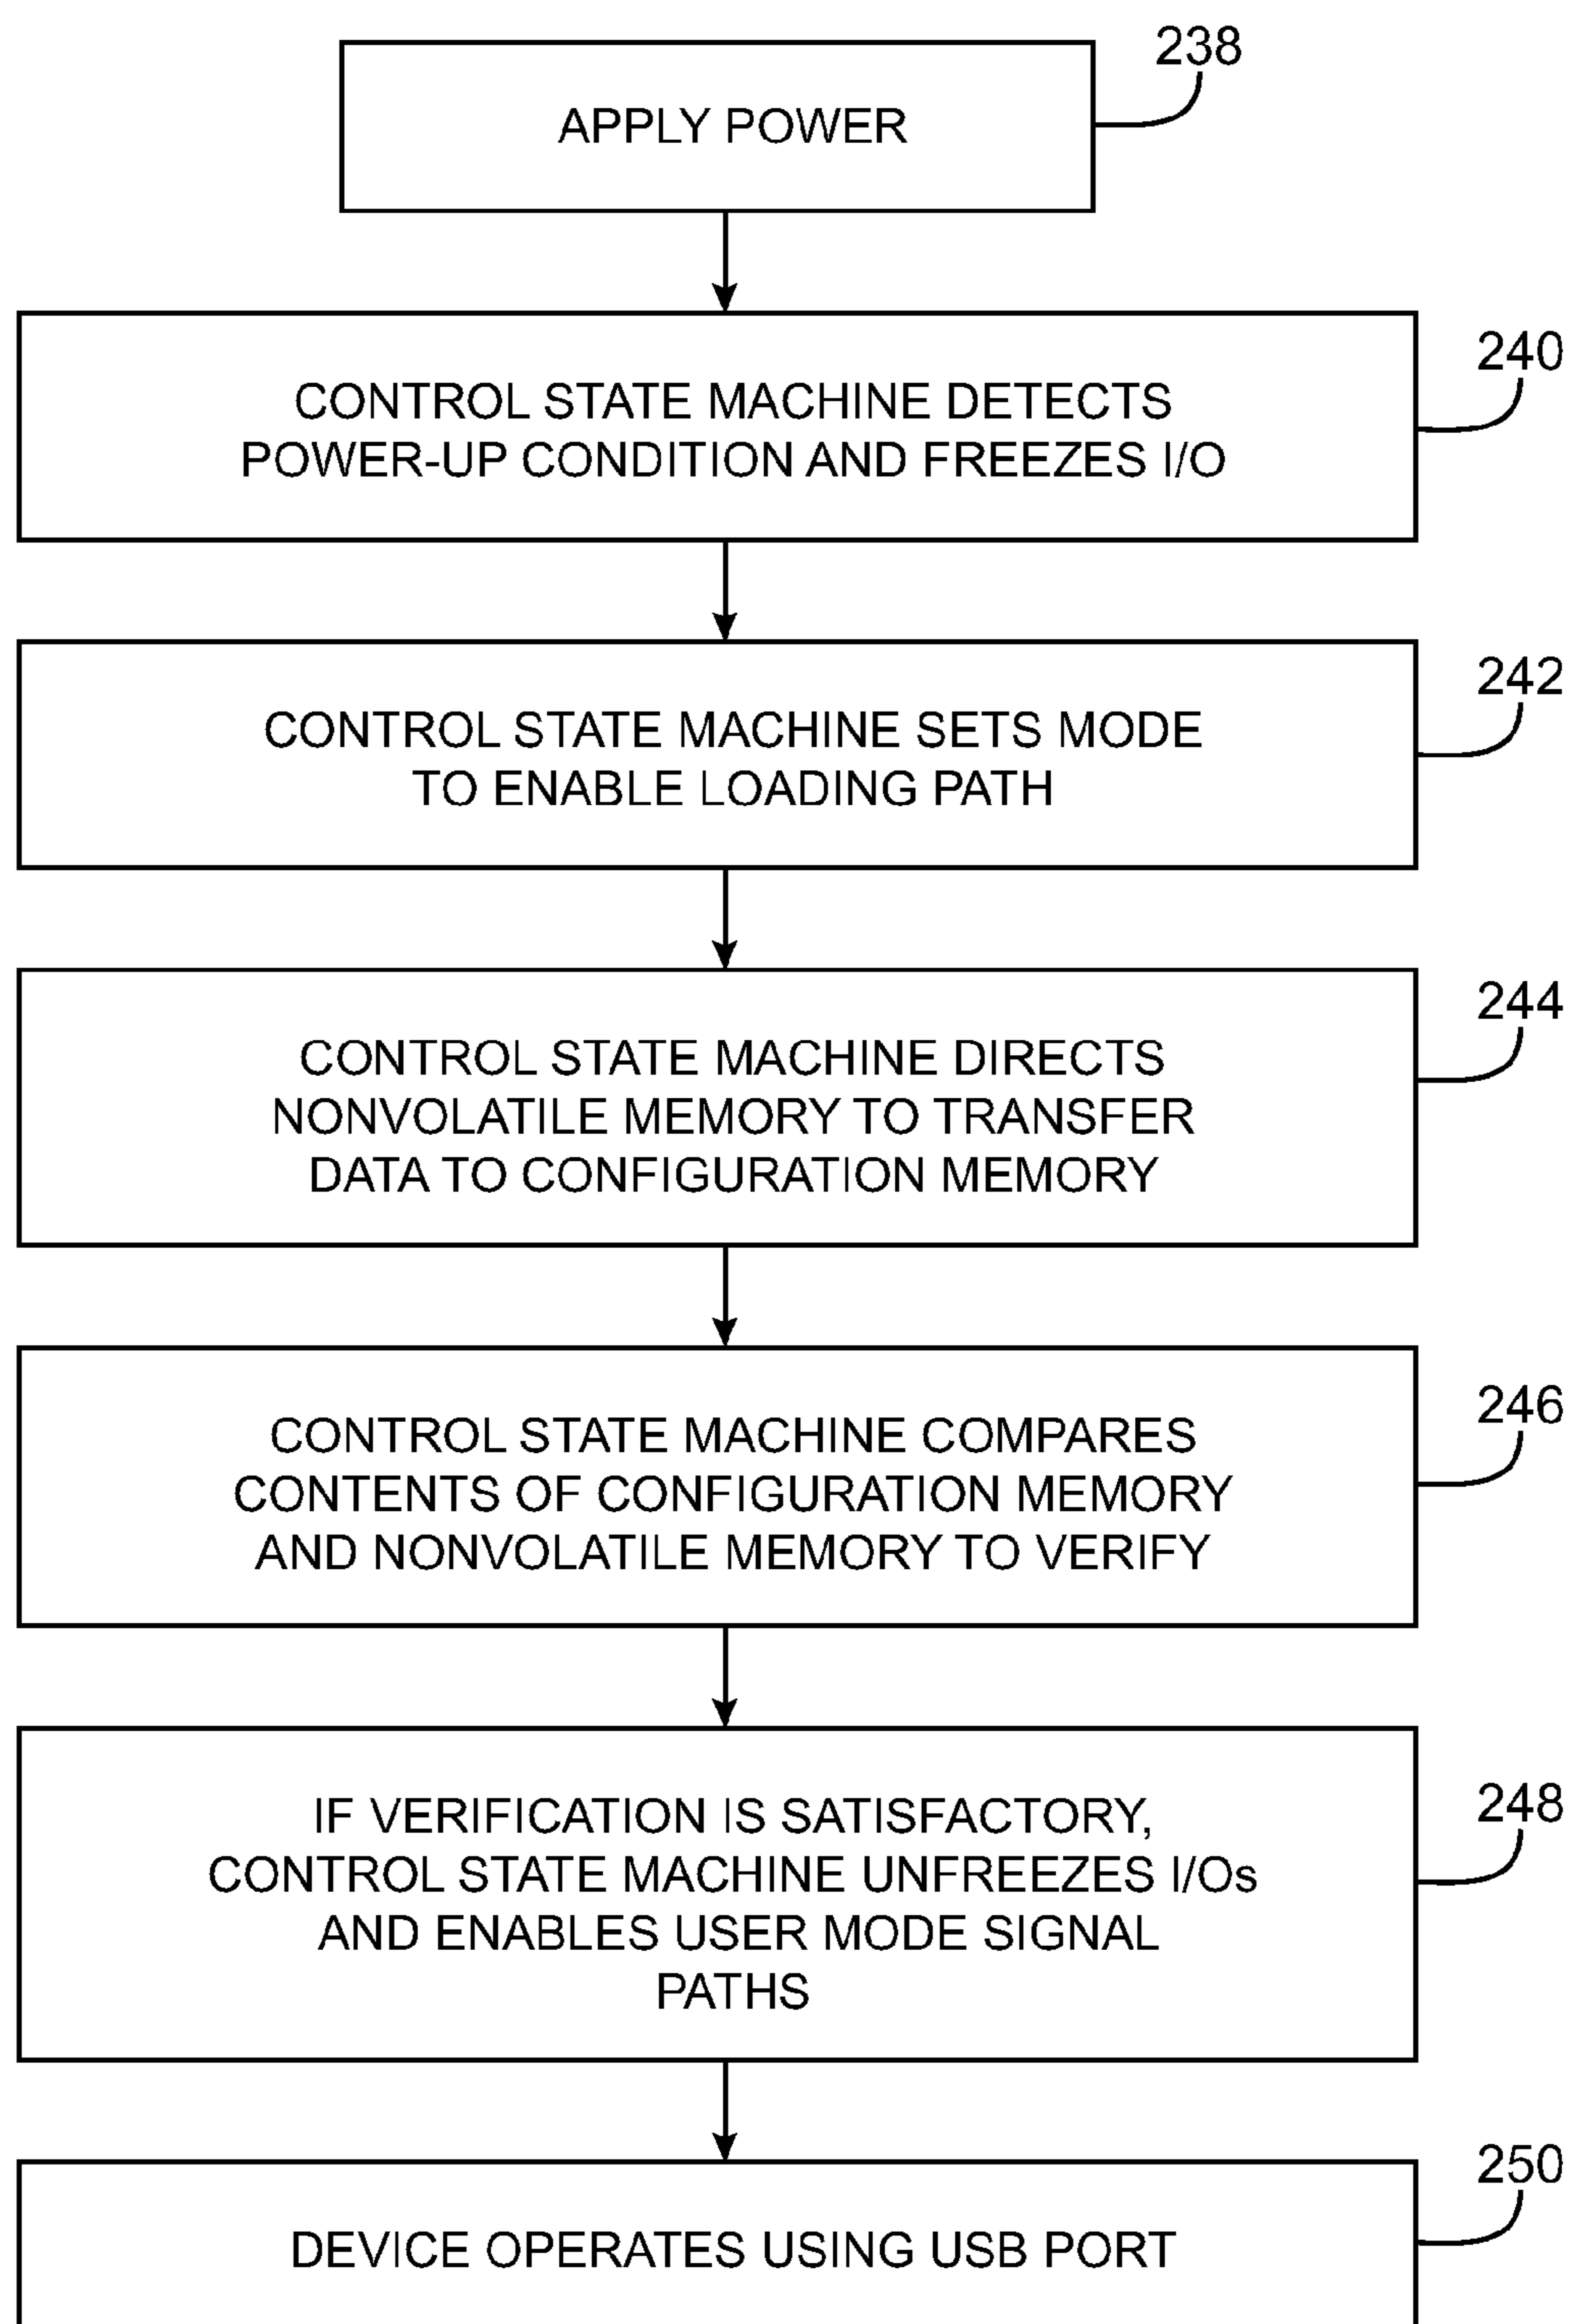 238
APPLY POWER
240
CONTROL STATE MACHINE DETECTS
POWER-UP CONDITION AND FREEZES I/O
242
CONTROL STATE MACHINE SETS MODE
TO ENABLE LOADING PATH
244
CONTROL STATE MACHINE DIRECTS
NONVOLATILE MEMORY TO TRANSFER
DATA TO CONFIGURATION MEMORY
246
CONTROL STATE MACHINE COMPARES
CONTENTS OF CONFIGURATION MEMORY
AND NONVOLATILE MEMORY TO VERIFY
248
IF VERIFICATION IS SATISFACTORY,
CONTROL STATE MACHINE UNFREEZES I/Os
AND ENABLES USER MODE SIGNAL
PATHS
250
DEVICE OPERATES USING USB PORT